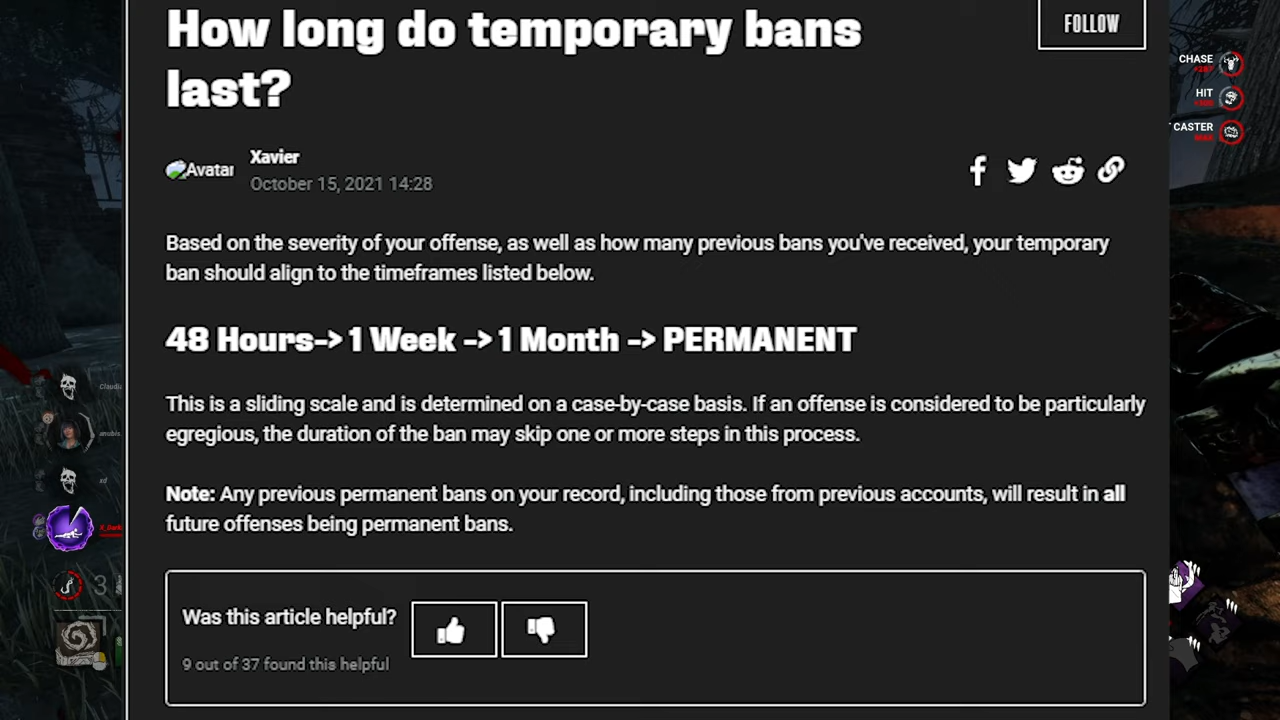 How long do temporary bans
last?
FOLLOW
CHASE
HIT
CASTER
Avatar
Xavier
October 15, 2021 14:28
Based on the severity of your offense, as well as how many previous bans you've received, your temporary
ban should align to the timeframes listed below.
48 Hours-> 1 Week -> 1 Month -> PERMANENT
This is a sliding scale and is determined on a case-by-case basis. If an offense is considered to be particularly
egregious, the duration of the ban may skip one or more steps in this process.
Note: Any previous permanent bans on your record, including those from previous accounts, will result in all
future offenses being permanent bans.
Claudi
anubis
xd
X_Dark
3
Was this article helpful?
9 out of 37 found this helpful